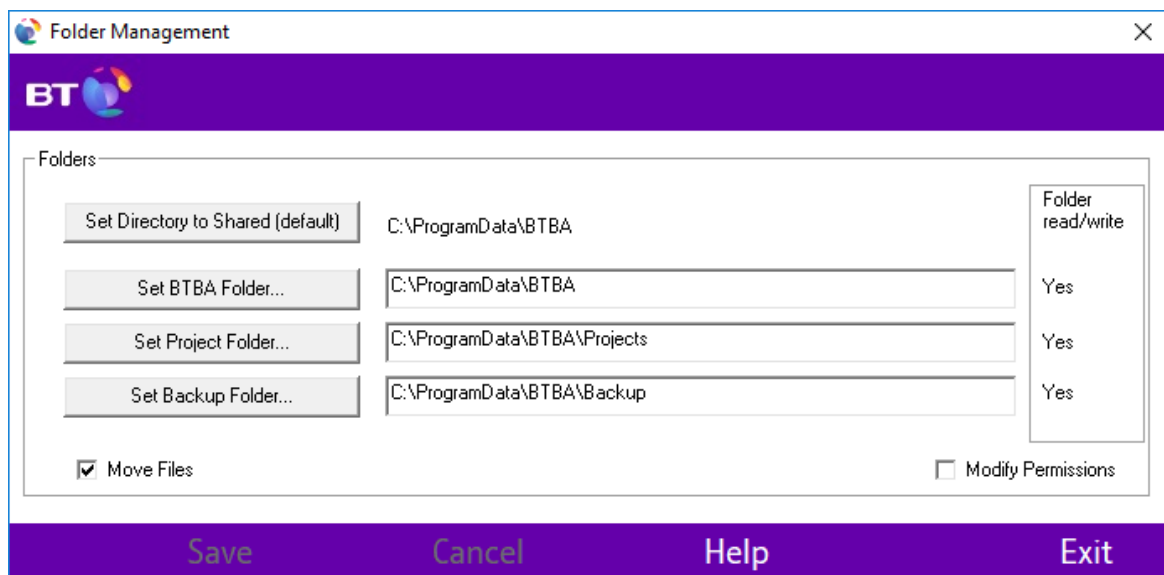 Folder Management
BT
Folders
Folder
read/write
Set Directory to Shared (default) C:\ProgramData\BTBA
Set BTBA Folder... C:\ProgramData\BTBA Yes
Set Project Folder... C:\ProgramData\BTBA\Projects Yes
Set Backup Folder... C:\ProgramData\BTBA\Backup Yes
Move Files Modify Permissions
Save Cancel Help Exit